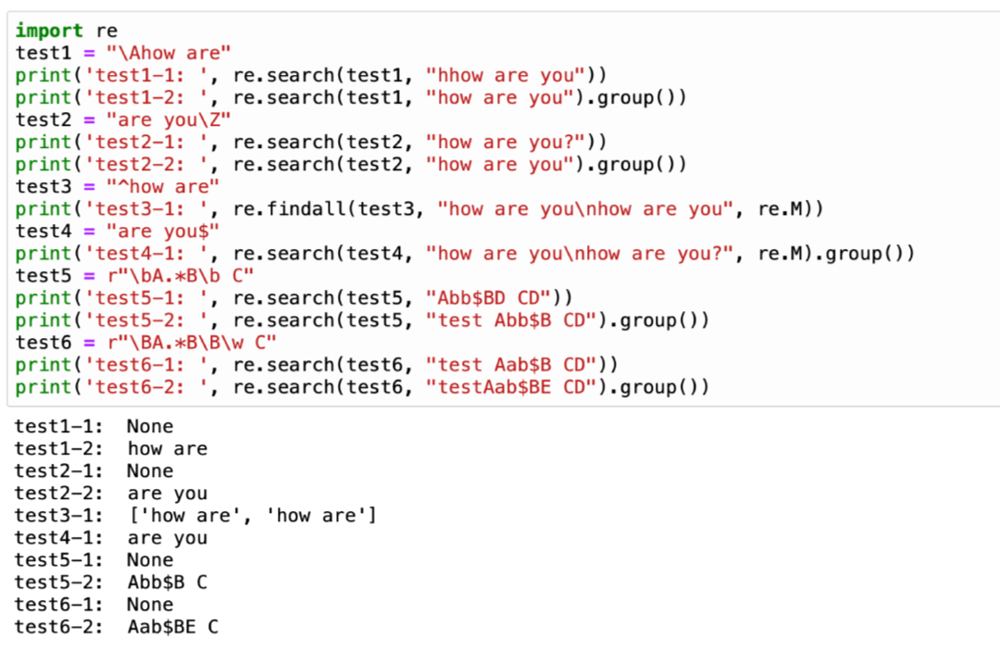 import re
test1 = "\Ahow are"
print('test1-1: ', re.search(test1, "hhow are you"))
print('test1-2: ', re.search(test1, "how are you").group())
test2 = "are you\Z"
print('test2-1: ', re.search(test2, "how are you?"))
print('test2-2: ', re.search(test2, "how are you").group())
test3 = "^how are"
print('test3-1: ', re.findall(test3, "how are you\nhow are you", re.M))
test4 = "are you$"
print('test4-1: ', re.search(test4, "how are you\nhow are you?", re.M).group())
test5 = r"\bA.*B\b C"
print('test5-1: ', re.search(test5, "Abb$BD CD"))
print('test5-2: ', re.search(test5, "test Abb$B CD").group())
test6 = r"\BA.*B\B\w C"
print('test6-1: ', re.search(test6, "test Aab$B CD"))
print('test6-2: ', re.search(test6, "testAab$BE CD").group())
test1-1:  None
test1-2:  how are
test2-1:  None
test2-2:  are you
test3-1:  ['how are', 'how are']
test4-1:  are you
test5-1:  None
test5-2:  Abb$B C
test6-1:  None
test6-2:  Aab$BE C